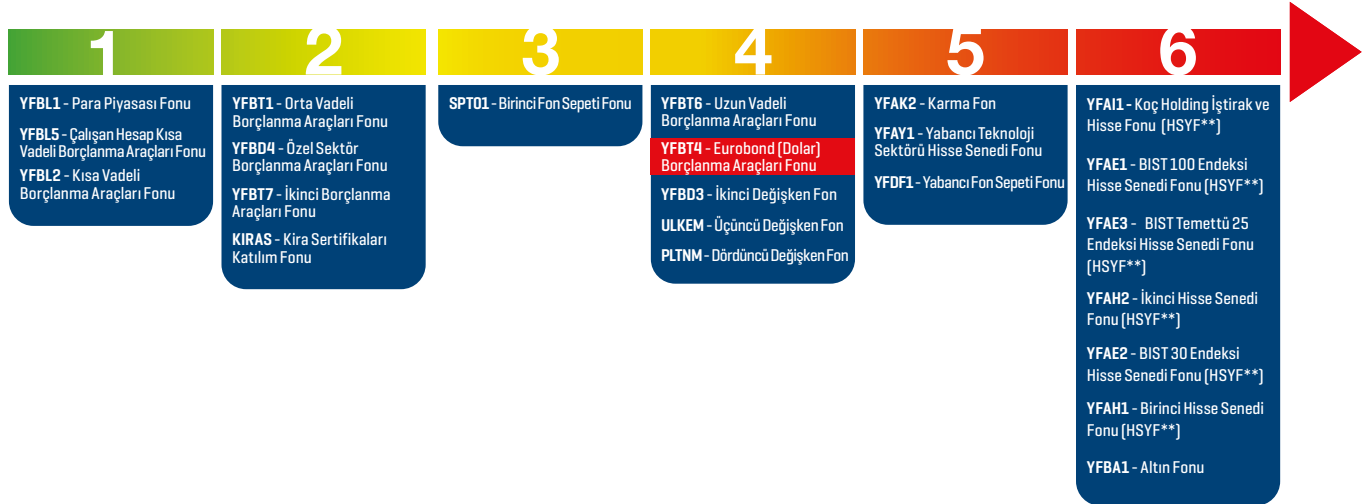 1
YFBL1 - Para Piyasası Fonu
YFBL5 - Çalışan Hesap Kısa
Vadeli Borçlanma Araçları Fonu
YFBL2 - Kısa Vadeli
Borçlanma Araçları Fonu
2
YFBT1 - Orta Vadeli
Borçlanma Araçları Fonu
YFBD4 - Özel Sektör
Borçlanma Araçları Fonu
YFBT7 - İkinci Borçlanma
Araçları Fonu
KIRAS - Kira Sertifikaları
Katılım Fonu
3
SPT01 - Birinci Fon Sepeti Fonu
4
YFBT6 - Uzun Vadeli
Borçlanma Araçları Fonu
YFBT4 - Eurobond (Dolar)
Borçlanma Araçları Fonu
YFBD3 - İkinci Değişken Fon
ULKEM - Üçüncü Değişken Fon
PLTNM - Dördüncü Değişken Fon
5
YFAK2 - Karma Fon
YFAY1 - Yabancı Teknoloji
Sektörü Hisse Senedi Fonu
YFDF1 - Yabancı Fon Sepeti Fonu
6
YFAI1 - Koç Holding İştirak ve
Hisse Fonu (HSYF**)
YFAE1 - BIST 100 Endeksi
Hisse Senedi Fonu (HSYF**)
YFAE3 - BIST Temettü 25
Endeksi Hisse Senedi Fonu
(HSYF**)
YFAH2 - İkinci Hisse Senedi
Fonu (HSYF**)
YFAE2 - BIST 30 Endeksi
Hisse Senedi Fonu (HSYF**)
YFAH1 - Birinci Hisse Senedi
Fonu (HSYF**)
YFBA1 - Altın Fonu